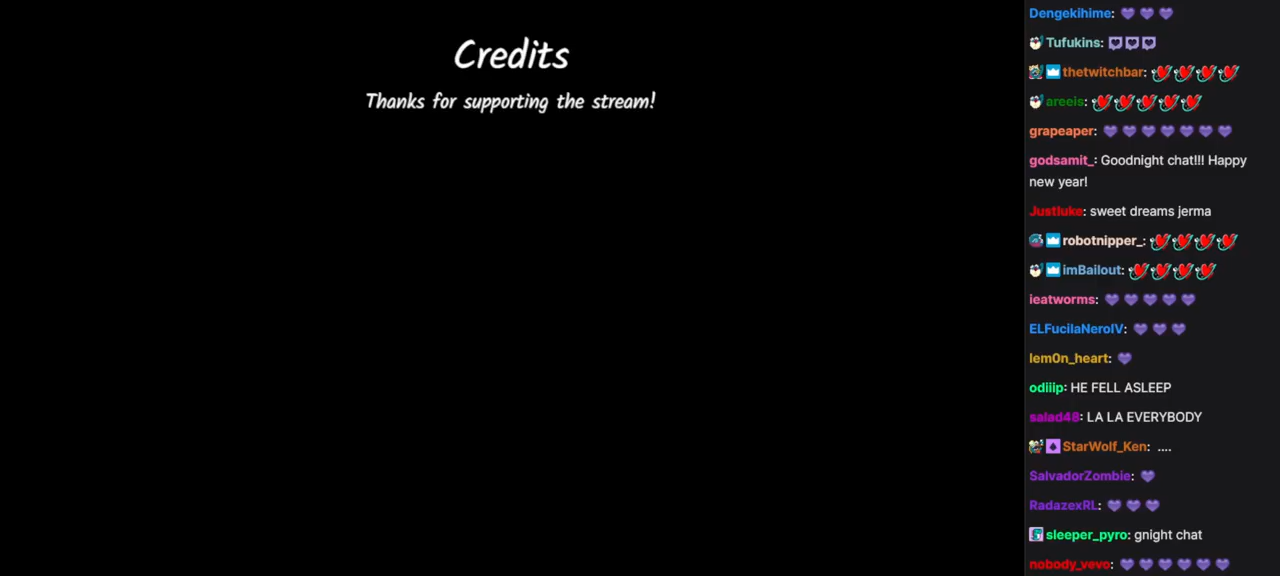 Credits
Thanks for supporting the stream!
Dengekihime:
Tufukins:
thetwitchbar:
areeis:
grapeaper:
godsamit_: Goodnight chat!!! Happy
new year!
Justluke: sweet dreams jerma
robotnipper_:
imBailout:
ieatworms:
ELFucilaNeroIV:
lem0n_heart:
odiiip: HE FELL ASLEEP
salad48: LA LA EVERYBODY
StarWolf_Ken: ....
SalvadorZombie:
RadazexRL:
sleeper_pyro: gnight chat
nobody_vevo: